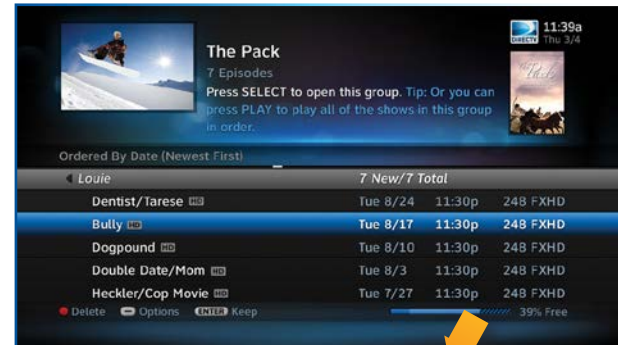 The Pack
7 Episodes
Press SELECT to open this group. Tip: Or you can
press PLAY to play all of the shows in this group
in order.
DIRECTV
11:39a
Thu 3/4
Ordered By Date (Newest First)
Louie 7 New/7 Total
Dentist/Tarese HD Tue 8/24 11:30p 248 FXHD
Bully HD Tue 8/17 11:30p 248 FXHD
Dogpound HD Tue 8/10 11:30p 248 FXHD
Double Date/Mom HD Tue 8/3 11:30p 248 FXHD
Heckler/Cop Movie HD Tue 7/27 11:30p 248 FXHD
Delete Options ENTER Keep 39% Free